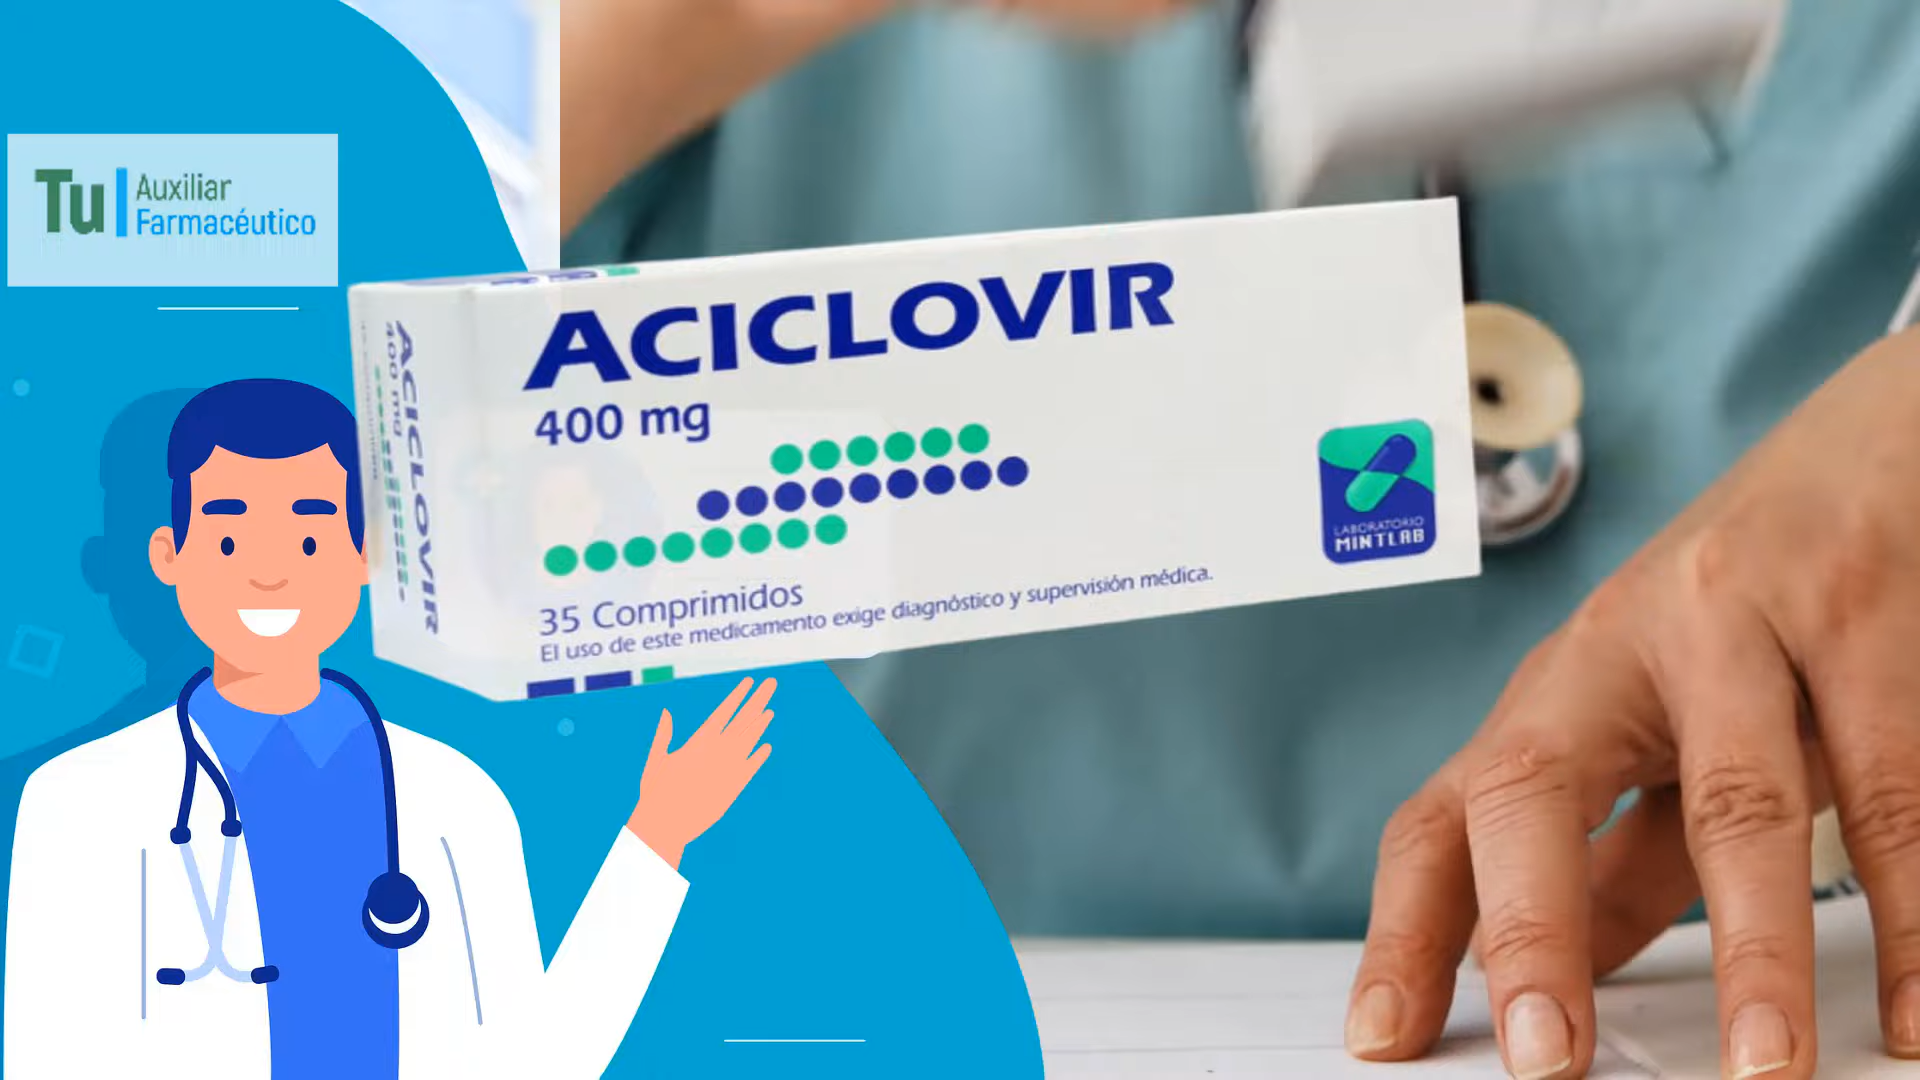 Tu
Auxiliar
Farmacéutico
ACICLOVIR
400 mg
ACICLOVIR
400 mg
35 Comprimidos
El uso de este medicamento exige diagnóstico y supervisión médica.
LABORATORIO
MINTLAB